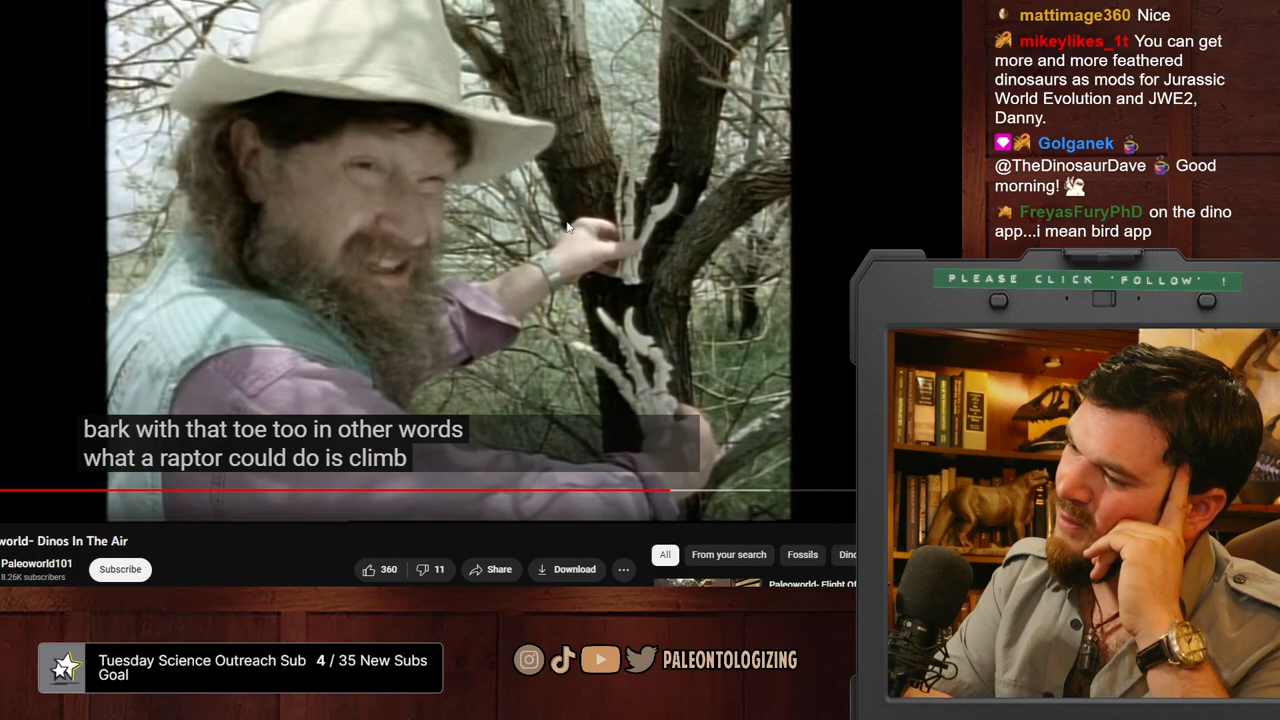 mattimage360 Nice
mikeylikes_1t You can get
more and more feathered
dinosaurs as mods for Jurassic
World Evolution and JWE2,
Danny.
Golganek
@TheDinosaurDave Good
morning!
FreyasFuryPhD on the dino
app...i mean bird app
PLEASE CLICK "FOLLOW" !
bark with that toe too in other words
what a raptor could do is climb
world- Dinos In The Air
Paleoworld101
8.26K subscribers
Subscribe
360
11
Share
Download
All
From your search
Fossils
Dino
Paleoworld- Flight Of
Tuesday Science Outreach Sub
Goal
4 / 35 New Subs
PALEONTOLOGIZING